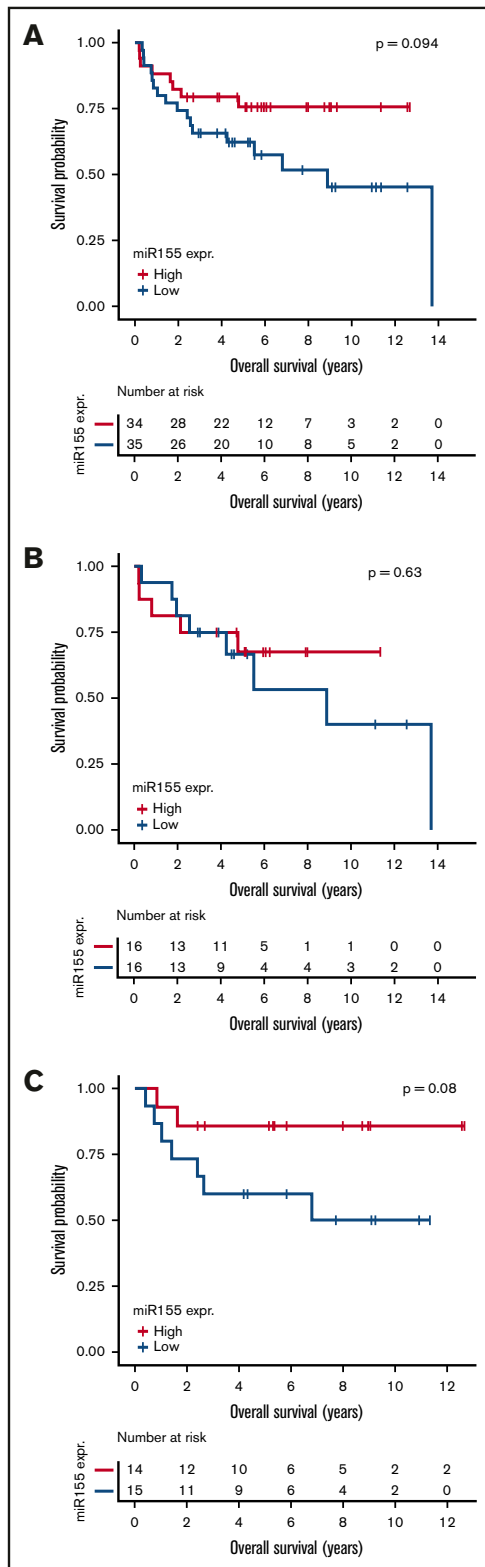 A
1.00
p = 0.094
0.75
0.50
0.25
0.00
Survival probability
miR155 expr.
High
Low
0 2 4 6 8 10 12 14
Overall survival (years)
Number at risk
miR155 expr.
34 28 22 12 7 3 2 0
35 26 20 10 8 5 2 0
0 2 4 6 8 10 12 14
Overall survival (years)
B
1.00
p = 0.63
0.75
0.50
0.25
0.00
Survival probability
miR155 expr.
High
Low
0 2 4 6 8 10 12 14
Overall survival (years)
Number at risk
miR155 expr.
16 13 11 5 1 1 0 0
16 13 9 4 4 3 2 0
0 2 4 6 8 10 12 14
Overall survival (years)
C
1.00
p = 0.08
0.75
0.50
0.25
0.00
Survival probability
miR155 expr.
High
Low
0 2 4 6 8 10 12
Overall survival (years)
Number at risk
miR155 expr.
14 12 10 6 5 2 2
15 11 9 6 4 2 0
0 2 4 6 8 10 12
Overall survival (years)